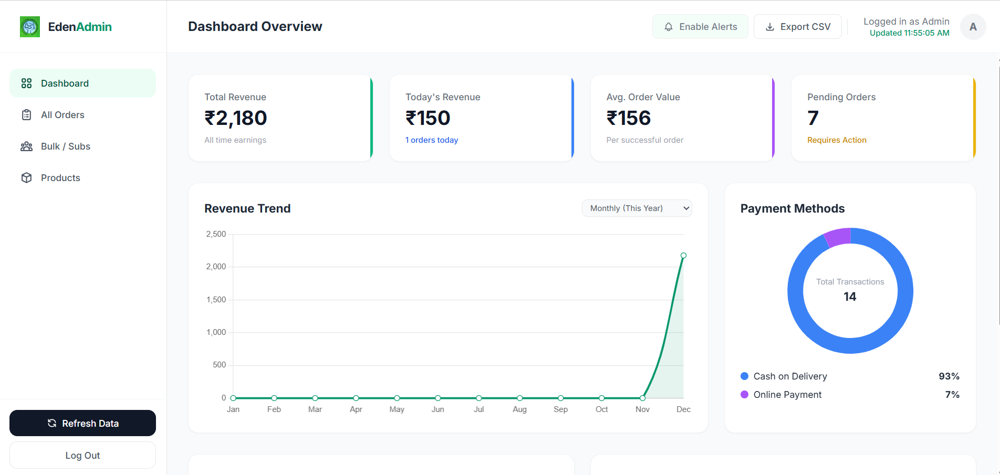 EdenAdmin
Dashboard
All Orders
Bulk / Subs
Products
Refresh Data
Log Out
Dashboard Overview
Enable Alerts
Export CSV
Logged in as Admin
Updated 11:55:05 AM
A
Total Revenue
₹2,180
All time earnings
Today's Revenue
₹150
1 orders today
Avg. Order Value
₹156
Per successful order
Pending Orders
7
Requires Action
Revenue Trend
Monthly (This Year)
2,500
2,000
1,500
1,000
500
0
Jan Feb Mar Apr May Jun Jul Aug Sep Oct Nov Dec
Payment Methods
Total Transactions
14
Cash on Delivery 93%
Online Payment 7%